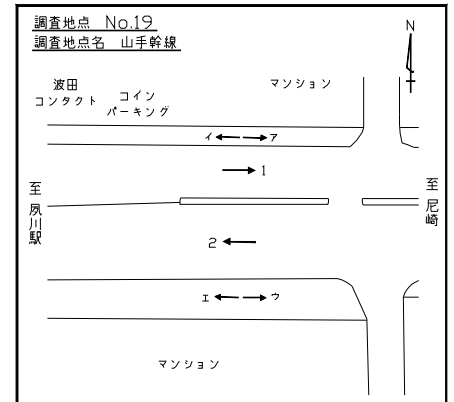 調査地点 No.19
調査地点名 山手幹線
N
波田
コンタクト
コイン
パーキング
マンション
イ
ア
1
至 夙川駅
至 尼崎
2
エ
ウ
マンション